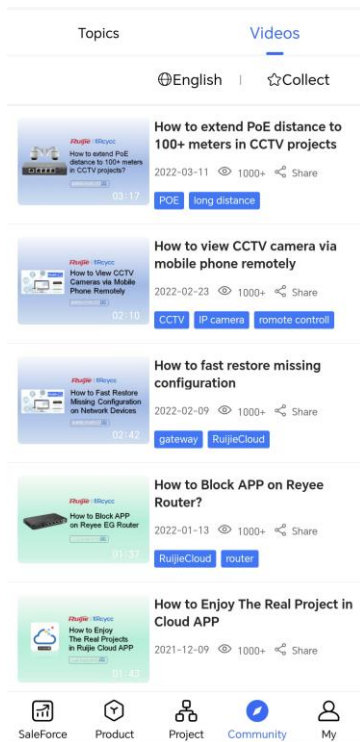 Topics
Videos
English
Collect
Ruijie Reyee
How to extend PoE
distance to 100+ meters
in CCTV projects?
03:17
How to extend PoE distance to
100+ meters in CCTV projects
2022-03-11 1000+ Share
POE long distance
Ruijie Reyee
How to View CCTV
Cameras via Mobile
Phone Remotely
02:10
How to view CCTV camera via
mobile phone remotely
2022-02-23 1000+ Share
CCTV IP camera romote controll
Ruijie Reyee
How to Fast Restore
Missing Configuration
on Network Devices
02:42
How to fast restore missing
configuration
2022-02-09 1000+ Share
gateway RuijieCloud
Ruijie Reyee
How to Block APP
on Reyee EG Router
01:37
How to Block APP on Reyee
Router?
2022-01-13 1000+ Share
RuijieCloud router
Ruijie Reyee
How to Enjoy
The Real Projects
in Ruijie Cloud APP
01:43
How to Enjoy The Real Project in
Cloud APP
2021-12-09 1000+ Share
SaleForce Product Project Community My